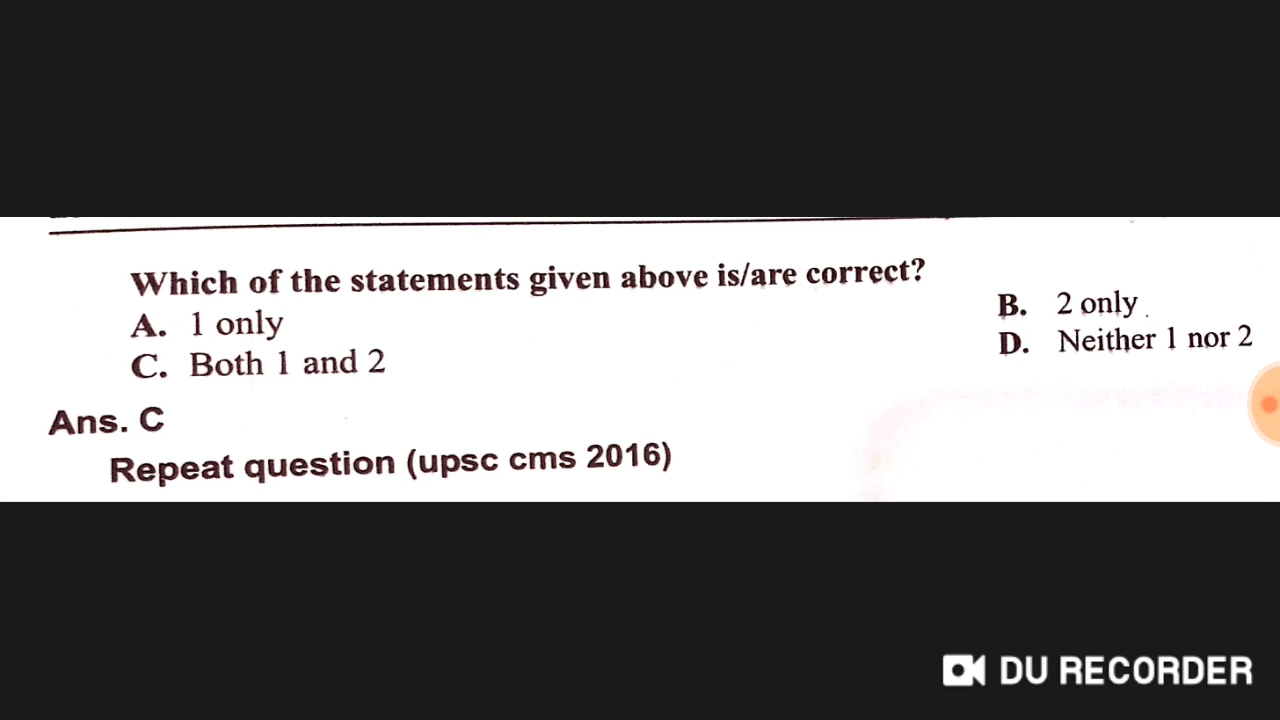 Which of the statements given above is/are correct?
A. 1 only
B. 2 only
C. Both 1 and 2
D. Neither 1 nor 2
Ans. C
Repeat question (upsc cms 2016)
DU RECORDER